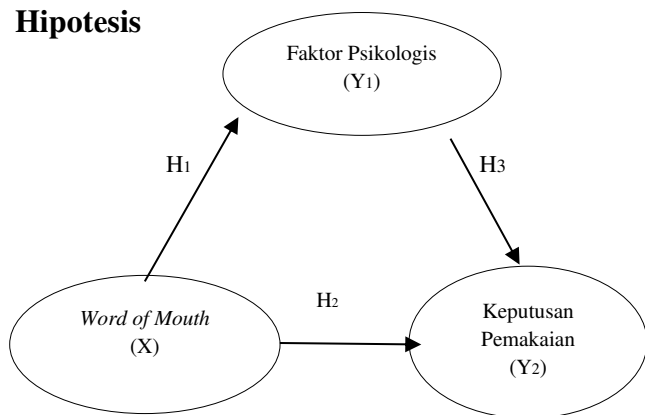 Hipotesis
Faktor Psikologis
(Y1)
H1
H3
Word of Mouth
(X)
H2
Keputusan
Pemakaian
(Y2)